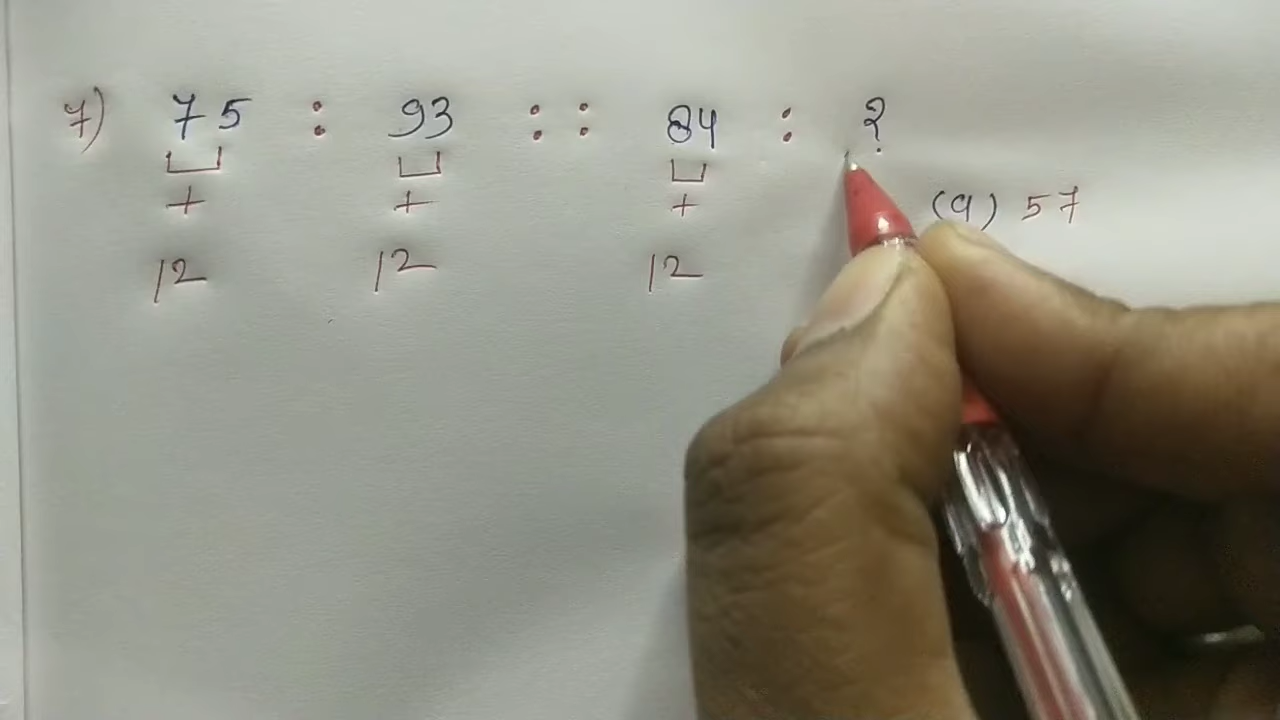 7) 75 : 93 :: 84 : ?
+ + + (a) 57
12 12 12